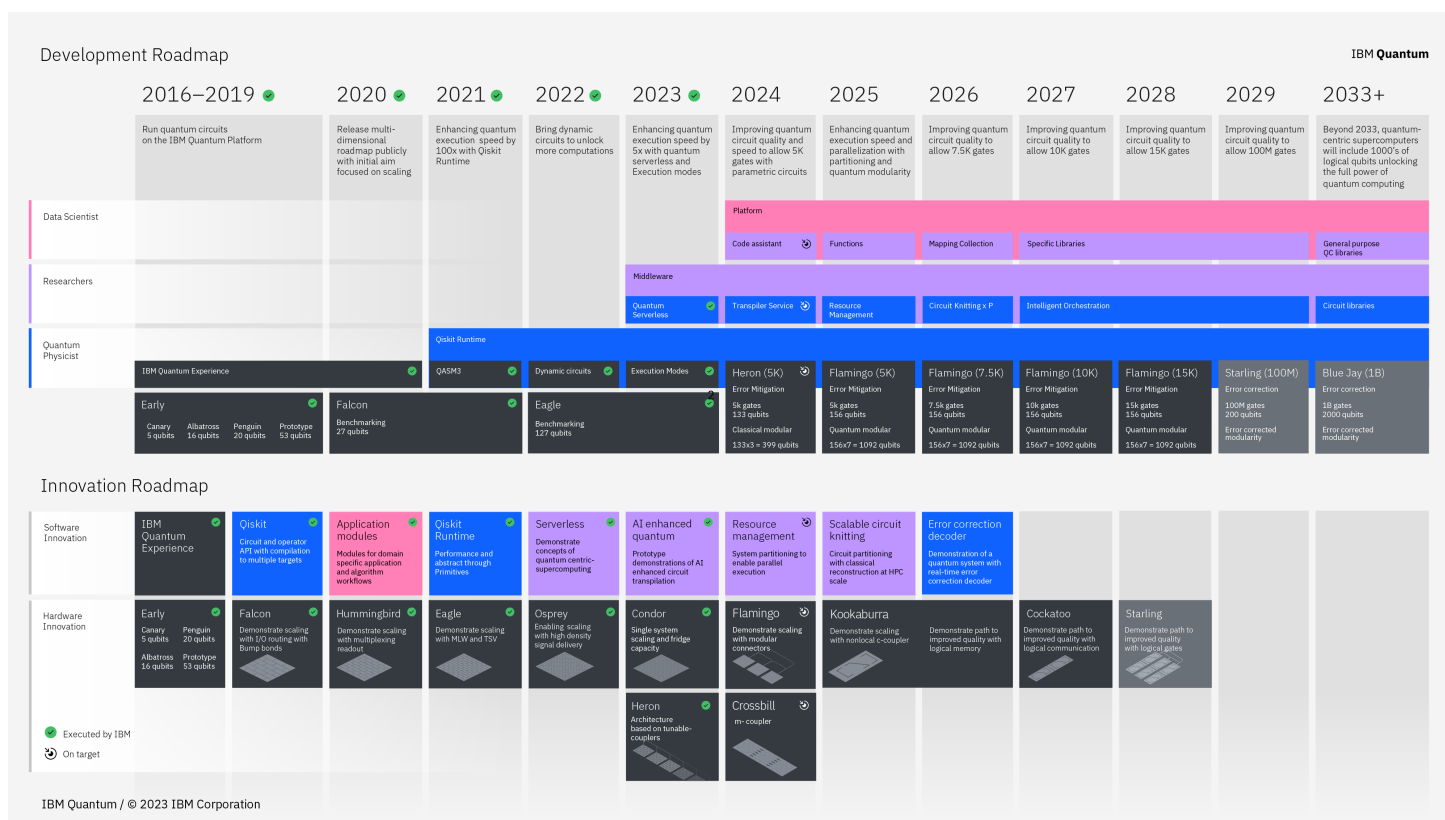 Development Roadmap
IBM Quantum
2016–2019
2020
2021
2022
2023
2024
2025
2026
2027
2028
2029
2033+
Run quantum circuits
on the IBM Quantum Platform
Release multi-
dimensional
roadmap publicly
with initial aim
focused on scaling
Enhancing quantum
execution speed by
100x with Qiskit
Runtime
Bring dynamic
circuits to unlock
more computations
Enhancing quantum
execution speed by
5x with quantum
serverless and
Execution modes
Improving quantum
circuit quality and
speed to allow 5K
gates with
parametric circuits
Enhancing quantum
execution speed and
parallelization with
partitioning and
quantum modularity
Improving quantum
circuit quality to
allow 7.5K gates
Improving quantum
circuit quality to
allow 10K gates
Improving quantum
circuit quality to
allow 15K gates
Improving quantum
circuit quality to
allow 100M gates
Beyond 2033, quantum-
centric supercomputers
will include 1000's of
logical qubits unlocking
the full power of
quantum computing
Data Scientist
Platform
Code assistant
Functions
Mapping Collection
Specific Libraries
General purpose
QC libraries
Researchers
Middleware
Quantum
Serverless
Transpiler Service
Resource
Management
Circuit Knitting x P
Intelligent Orchestration
Circuit libraries
Quantum
Physicist
Qiskit Runtime
IBM Quantum Experience
QASM3
Dynamic circuits
Execution Modes
Early
Canary
5 qubits
Albatross
16 qubits
Penguin
20 qubits
Prototype
53 qubits
Falcon
Benchmarking
27 qubits
Eagle
Benchmarking
127 qubits
2
Heron (5K)
Error Mitigation
5k gates
133 qubits
Classical modular
133x3 = 399 qubits
Flamingo (5K)
Error Mitigation
5k gates
156 qubits
Quantum modular
156x7 = 1092 qubits
Flamingo (7.5K)
Error Mitigation
7.5k gates
156 qubits
Quantum modular
156x7 = 1092 qubits
Flamingo (10K)
Error Mitigation
10k gates
156 qubits
Quantum modular
156x7 = 1092 qubits
Flamingo (15K)
Error Mitigation
15k gates
156 qubits
Quantum modular
156x7 = 1092 qubits
Starling (100M)
Error correction
100M gates
200 qubits
Error corrected
modularity
Blue Jay (1B)
Error correction
1B gates
2000 qubits
Error corrected
modularity
Innovation Roadmap
Software
Innovation
IBM
Quantum
Experience
Qiskit
Circuit and operator
API with compilation
to multiple targets
Application
modules
Modules for domain
specific application
and algorithm
workflows
Qiskit
Runtime
Performance and
abstract through
Primitives
Serverless
Demonstrate
concepts of
quantum centric-
supercomputing
AI enhanced
quantum
Prototype
demonstrations of AI
enhanced circuit
transpilation
Resource
management
System partitioning to
enable parallel
execution
Scalable circuit
knitting
Circuit partitioning
with classical
reconstruction at HPC
scale
Error correction
decoder
Demonstration of a
quantum system with
real-time error
correction decoder
Hardware
Innovation
Early
Canary
5 qubits
Penguin
20 qubits
Albatross
16 qubits
Prototype
53 qubits
Falcon
Demonstrate scaling
with I/O routing with
Bump bonds
Hummingbird
Demonstrate scaling
with multiplexing
readout
Eagle
Demonstrate scaling
with MLW and TSV
Osprey
Enabling scaling
with high density
signal delivery
Condor
Single system
scaling and fridge
capacity
Flamingo
Demonstrate scaling
with modular
connectors
Kookaburra
Demonstrate scaling
with nonlocal c-coupler
Demonstrate path to
improved quality with
logical memory
Cockatoo
Demonstrate path to
improved quality with
logical communication
Starling
Demonstrate path to
improved quality
with logical gates
Heron
Architecture
based on tunable-
couplers
Crossbill
m- coupler
Executed by IBM
On target
IBM Quantum / © 2023 IBM Corporation